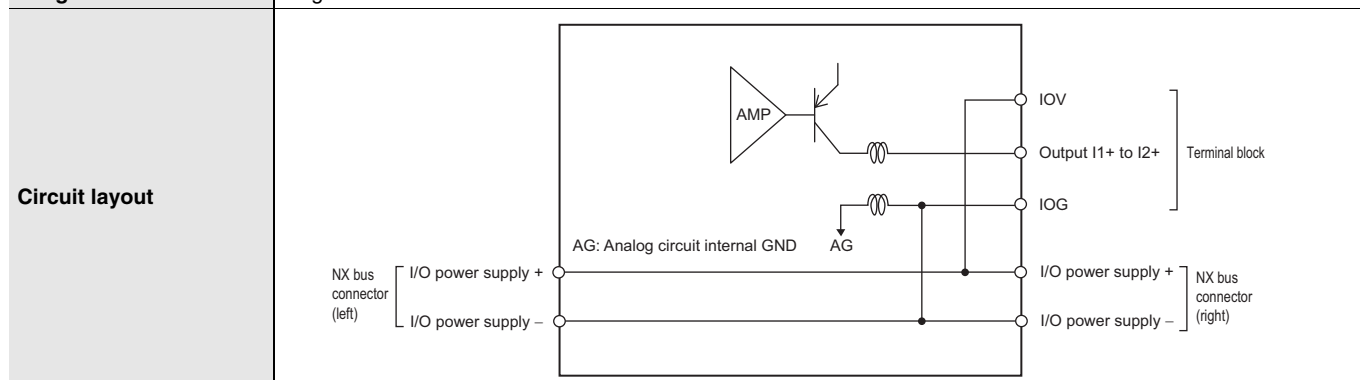 Circuit layout
AMP
IOV
Output I1+ to I2+
Terminal block
IOG
AG: Analog circuit internal GND
AG
NX bus
connector
(left)
I/O power supply +
I/O power supply –
I/O power supply +
I/O power supply –
NX bus
connector
(right)